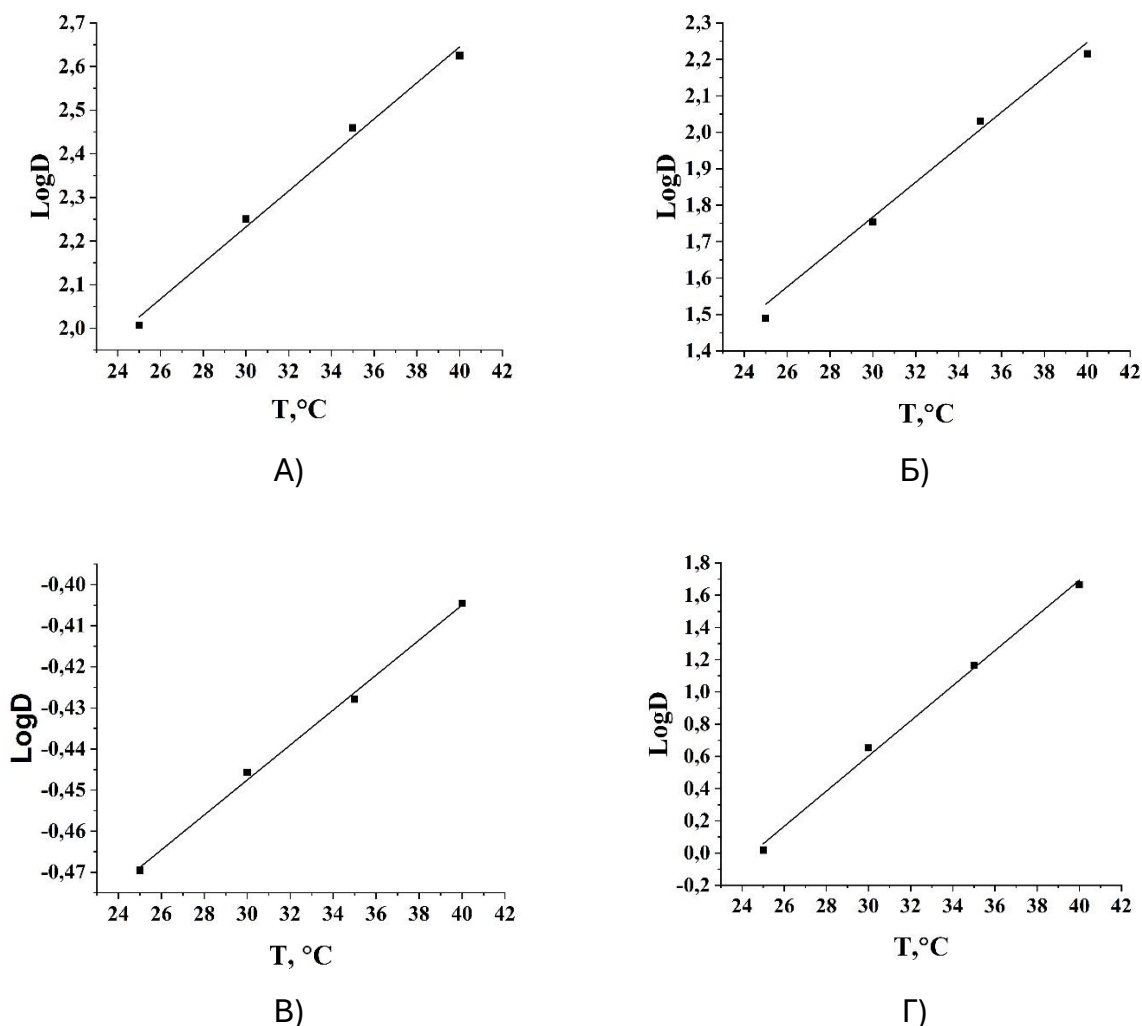 2,7
2,6
2,5
2,4
2,3
2,2
2,1
2,0
LogD
24 26 28 30 32 34 36 38 40 42
T,°C
А)
2,3
2,2
2,1
2,0
1,9
1,8
1,7
1,6
1,5
1,4
LogD
24 26 28 30 32 34 36 38 40 42
T,°C
Б)
-0,40
-0,41
-0,42
-0,43
-0,44
-0,45
-0,46
-0,47
LogD
24 26 28 30 32 34 36 38 40 42
T, °C
В)
1,8
1,6
1,4
1,2
1,0
0,8
0,6
0,4
0,2
0,0
-0,2
LogD
24 26 28 30 32 34 36 38 40 42
T,°C
Г)